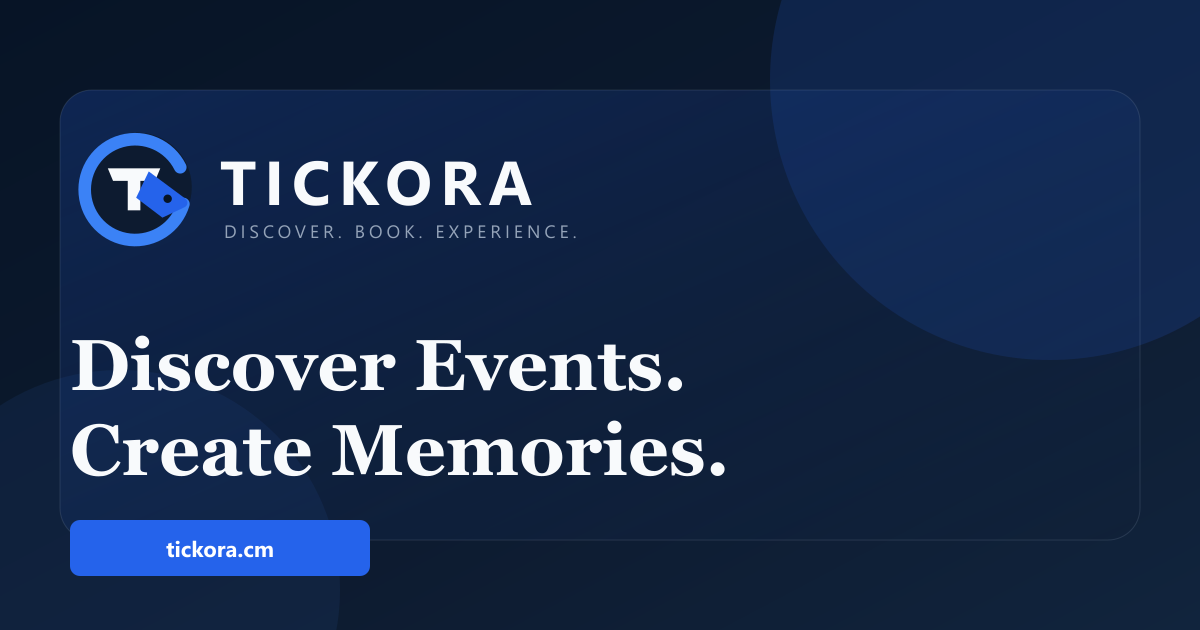 T
TICKORA
DISCOVER. BOOK. EXPERIENCE.
Discover Events.
Create Memories.
tickora.cm